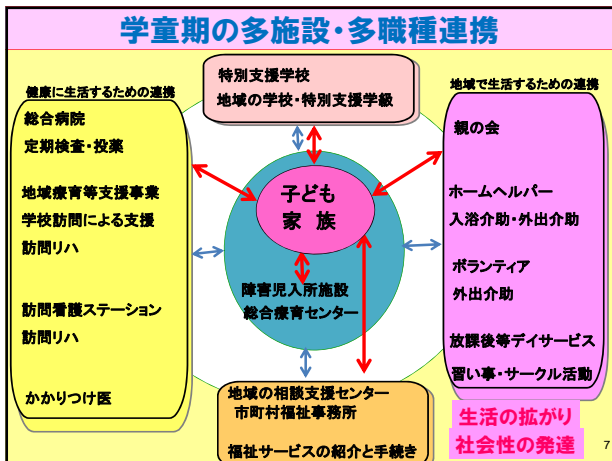 学童期の多施設・多職種連携
健康に生活するための連携
総合病院
定期検査・投薬
地域療育等支援事業
学校訪問による支援
訪問リハ
訪問看護ステーション
訪問リハ
かかりつけ医
特別支援学校
地域の学校・特別支援学級
子ども
家 族
障害児入所施設
総合療育センター
地域の相談支援センター
市町村福祉事務所
福祉サービスの紹介と手続き
地域で生活するための連携
親の会
ホームヘルパー
入浴介助・外出介助
ボランティア
外出介助
放課後等デイサービス
習い事・サークル活動
生活の拡がり
社会性の発達
7